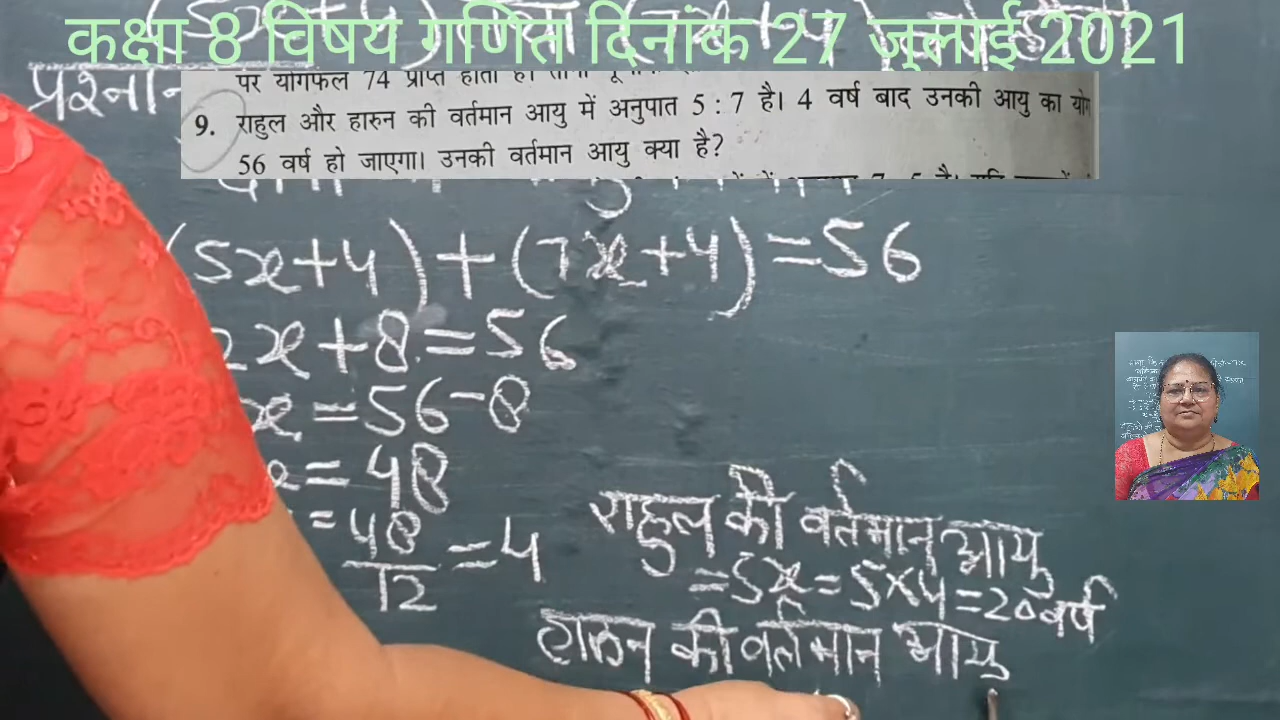 कक्षा 8 विषय गणित दिनांक 27 जुलाई 2021
पर योगफल 74 प्राप्त होता है।
9. राहुल और हारुन की वर्तमान आयु में अनुपात 5 : 7 है। 4 वर्ष बाद उनकी आयु का योग
56 वर्ष हो जाएगा। उनकी वर्तमान आयु क्या है?
(5x+4)+(7x+4)=56
2x+8=56
x=56-8
x=48
=48/12=4
राहुल की वर्तमान आयु
=5x=5×4=20 वर्ष
हारुन की वर्तमान आयु